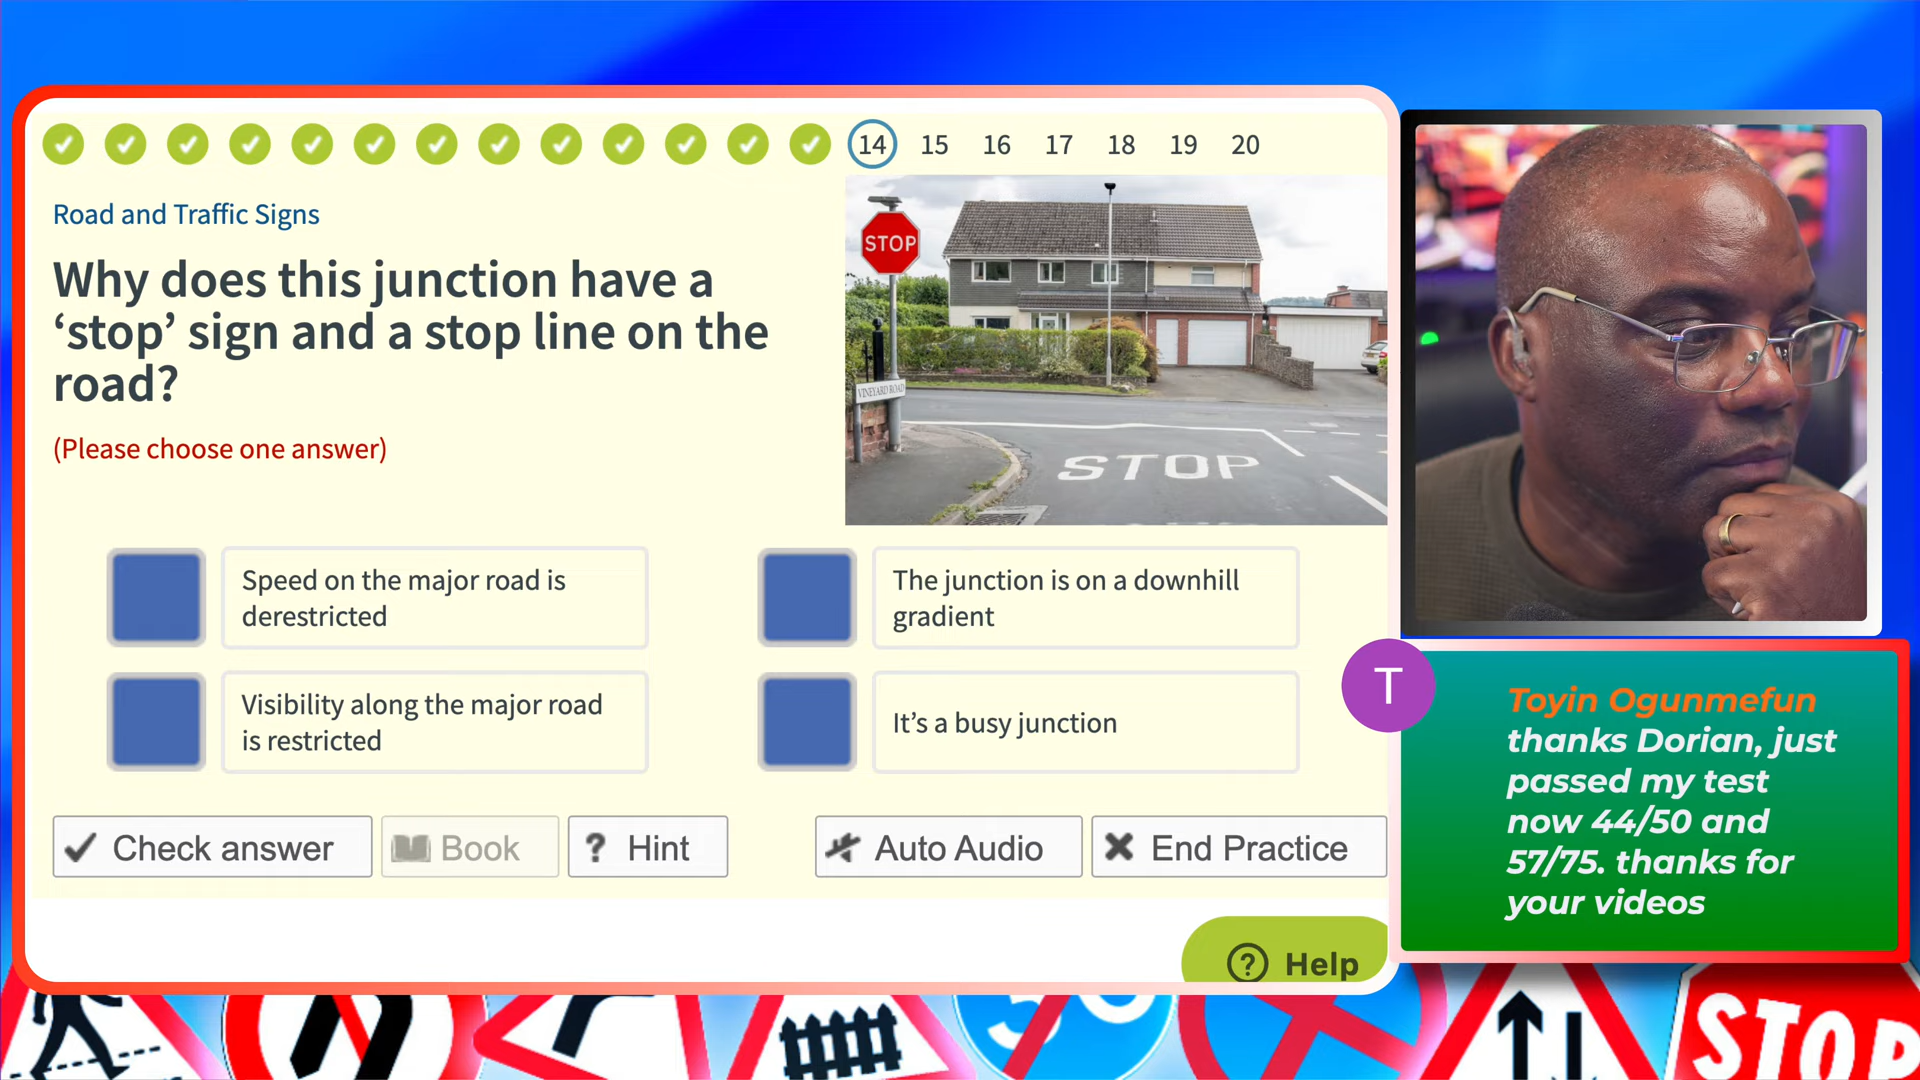 14 15 16 17 18 19 20
Road and Traffic Signs
Why does this junction have a
‘stop’ sign and a stop line on the
road?
(Please choose one answer)
STOP
VINEYARD ROAD
STOP
Speed on the major road is
derestricted
The junction is on a downhill
gradient
Visibility along the major road
is restricted
It’s a busy junction
Check answer
Book
? Hint
Auto Audio
End Practice
? Help
T
Toyin Ogunmefun
thanks Dorian, just
passed my test
now 44/50 and
57/75. thanks for
your videos
STOP